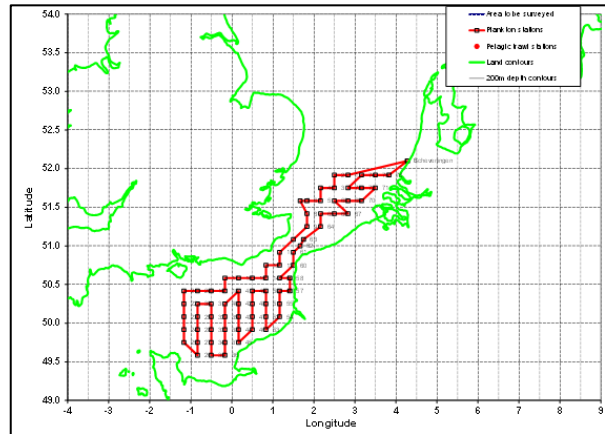 54.0
Area to be surveyed
Plankton stations
Pelagic trawl stations
Land contours
200m depth contours
53.5
53.0
52.5
52.0
51.5
51.0
50.5
50.0
49.5
49.0
Latitude
Scheveningen
-4 -3 -2 -1 0 1 2 3 4 5 6 7 8 9
Longitude